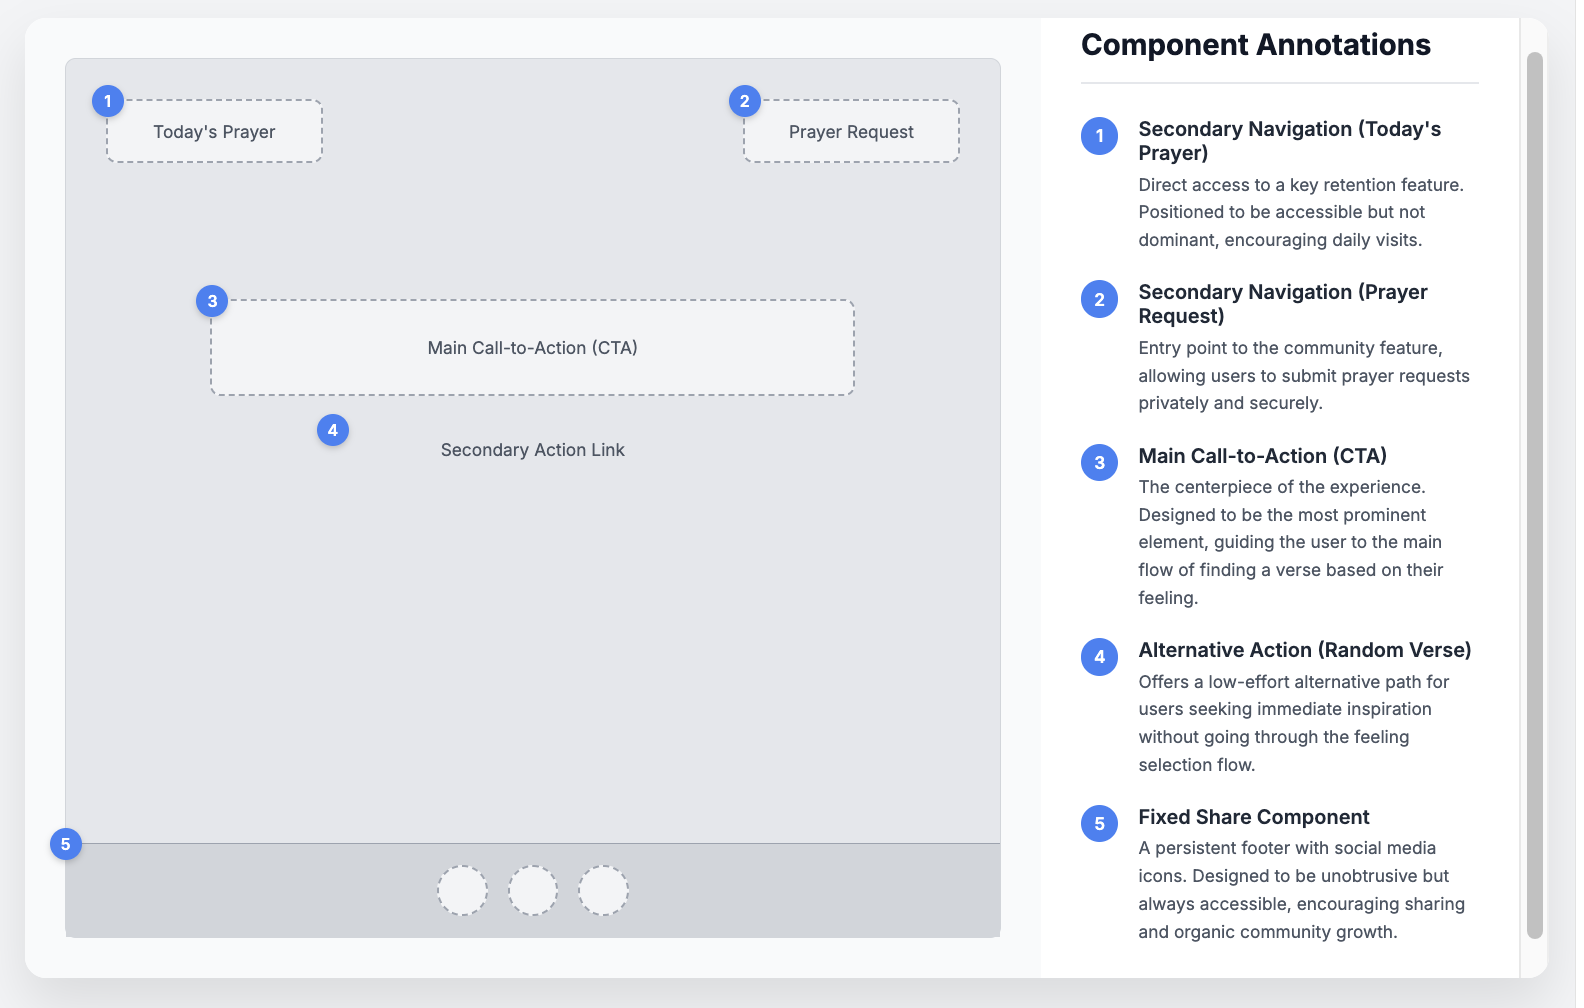 1
Today's Prayer
2
Prayer Request
3
Main Call-to-Action (CTA)
4
Secondary Action Link
5
Component Annotations
1
Secondary Navigation (Today's
Prayer)
Direct access to a key retention feature.
Positioned to be accessible but not
dominant, encouraging daily visits.
2
Secondary Navigation (Prayer
Request)
Entry point to the community feature,
allowing users to submit prayer requests
privately and securely.
3
Main Call-to-Action (CTA)
The centerpiece of the experience.
Designed to be the most prominent
element, guiding the user to the main
flow of finding a verse based on their
feeling.
4
Alternative Action (Random Verse)
Offers a low-effort alternative path for
users seeking immediate inspiration
without going through the feeling
selection flow.
5
Fixed Share Component
A persistent footer with social media
icons. Designed to be unobtrusive but
always accessible, encouraging sharing
and organic community growth.